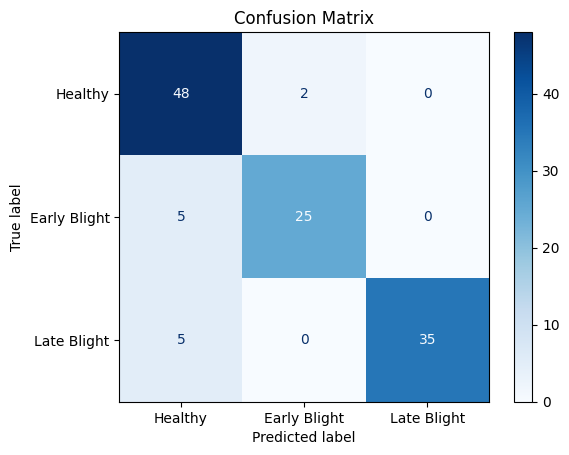 Confusion Matrix
True label
Healthy
48 2 0
Early Blight
5 25 0
Late Blight
5 0 35
Healthy Early Blight Late Blight
Predicted label
40
30
20
10
0